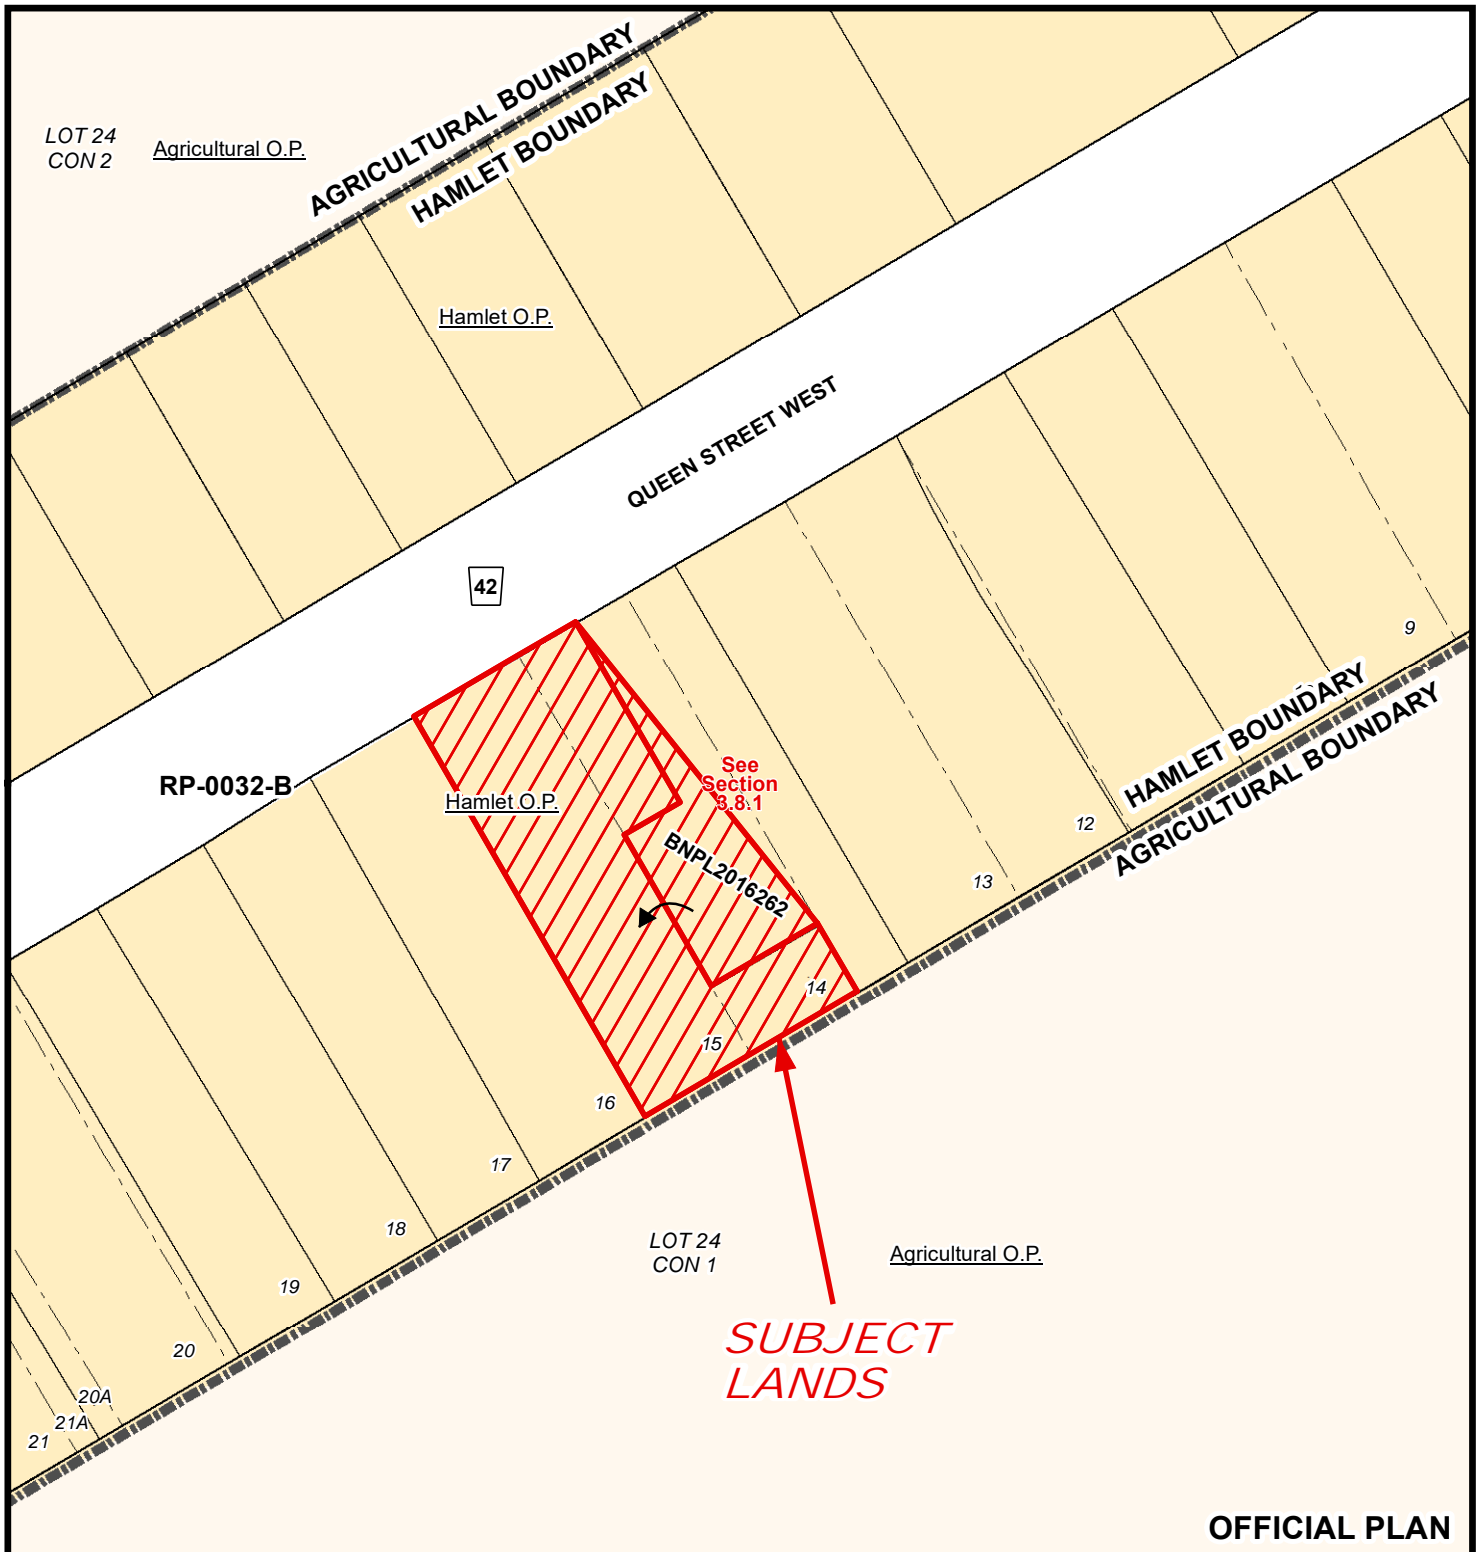 AGRICULTURAL BOUNDARY
HAMLET BOUNDARY
LOT 24
CON 2
Agricultural O.P.
Hamlet O.P.
QUEEN STREET WEST
42
RP-0032-B
Hamlet O.P.
See
Section
3.8.1
BNPL2016262
9
HAMLET BOUNDARY
AGRICULTURAL BOUNDARY
12
13
14
15
16
17
18
19
20
20A
21A
21
LOT 24
CON 1
Agricultural O.P.
SUBJECT
LANDS
OFFICIAL PLAN